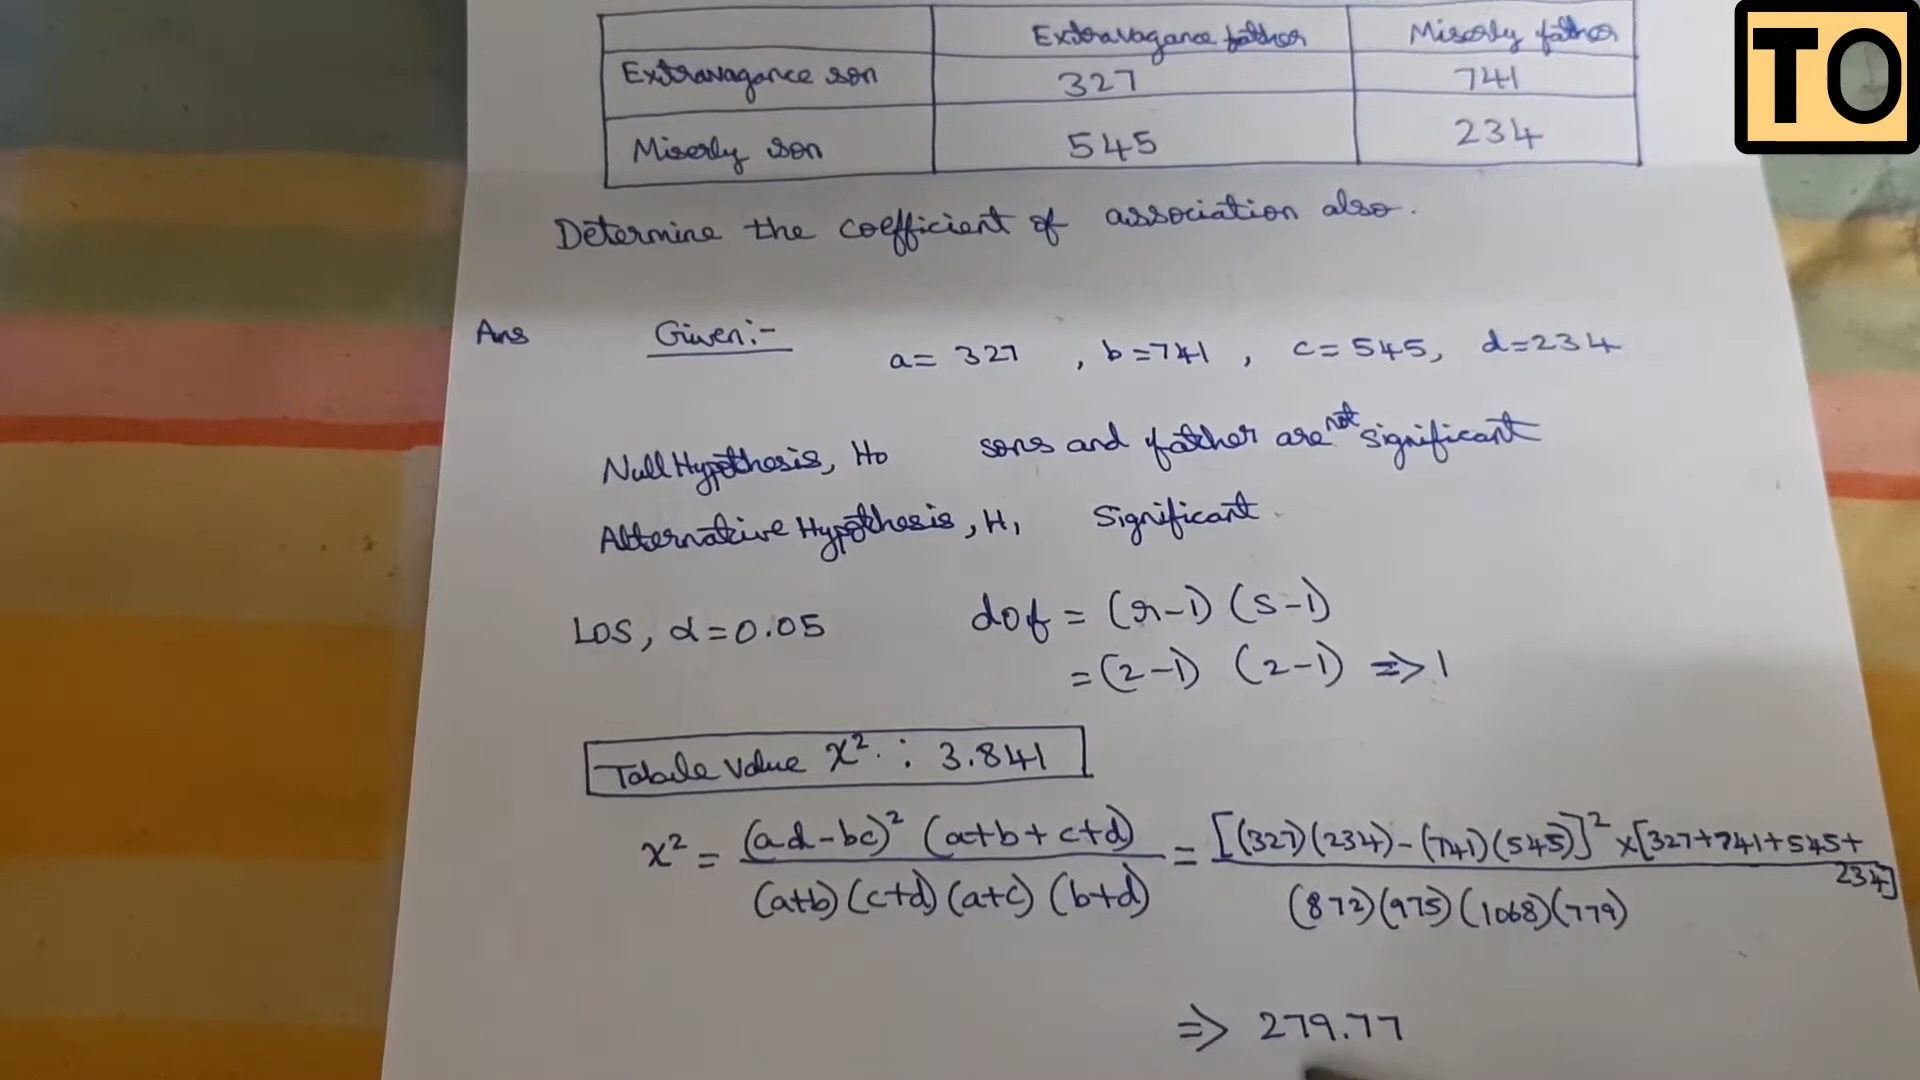 TO
Extravagance father Miserly father
Extravagance son 327 741
Miserly son 545 234
Determine the coefficient of association also.
Ans Given:-
a= 327 , b=741 , c=545, d=234
Null Hypothesis, H0 sons and father are not significant
Alternative Hypothesis, H1 Significant
LOS, α=0.05 dof = (r-1) (s-1)
=(2-1) (2-1) => 1
Table value χ² : 3.841
χ² = (ad-bc)² (a+b+c+d) = [(327)(234)-(741)(545)]² x[327+741+545+
234]
(a+b)(c+d)(a+c)(b+d) (872)(975)(1068)(779)
=> 279.77